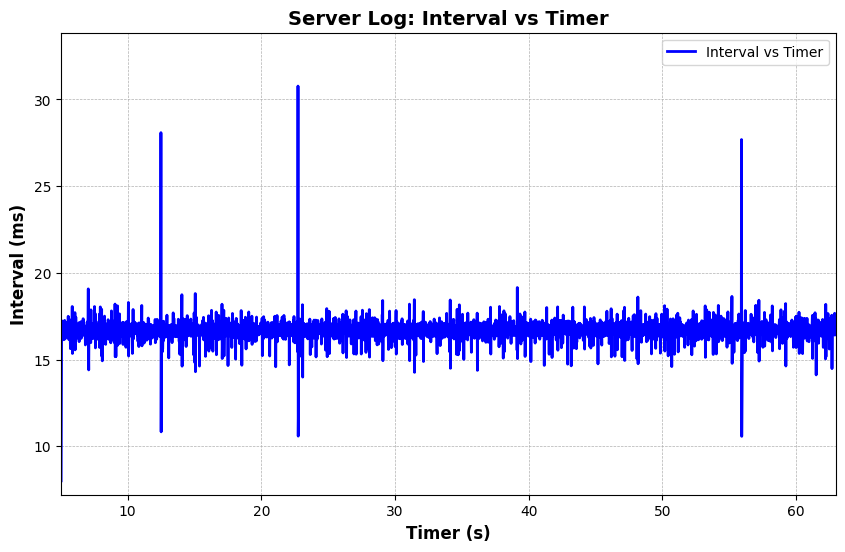 Server Log: Interval vs Timer
Interval vs Timer
30
25
20
15
10
Interval (ms)
10 20 30 40 50 60
Timer (s)